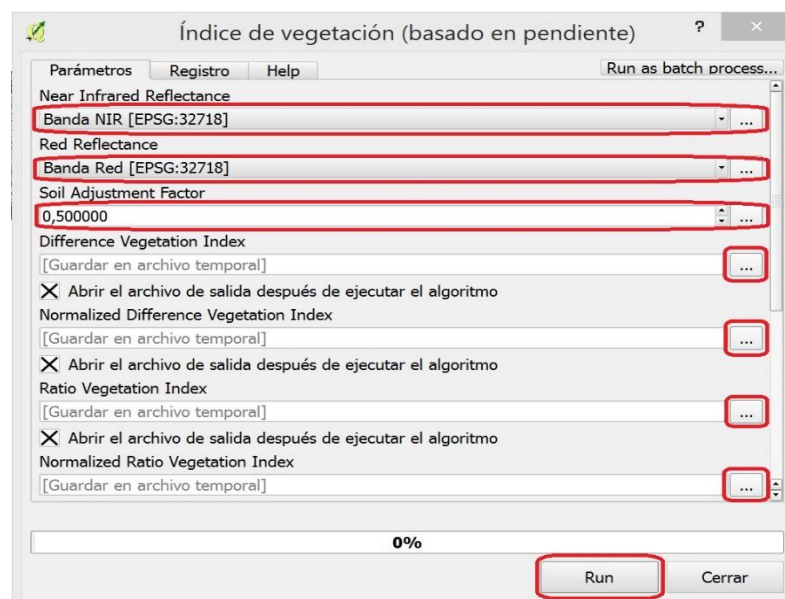 Índice de vegetación (basado en pendiente) ? ×
Parámetros Registro Help Run as batch process...
Near Infrared Reflectance
Banda NIR [EPSG:32718] ...
Red Reflectance
Banda Red [EPSG:32718] ...
Soil Adjustment Factor
0,500000 ...
Difference Vegetation Index
[Guardar en archivo temporal] ...
Abrir el archivo de salida después de ejecutar el algoritmo
Normalized Difference Vegetation Index
[Guardar en archivo temporal] ...
Abrir el archivo de salida después de ejecutar el algoritmo
Ratio Vegetation Index
[Guardar en archivo temporal] ...
Abrir el archivo de salida después de ejecutar el algoritmo
Normalized Ratio Vegetation Index
[Guardar en archivo temporal] ...
0%
Run Cerrar